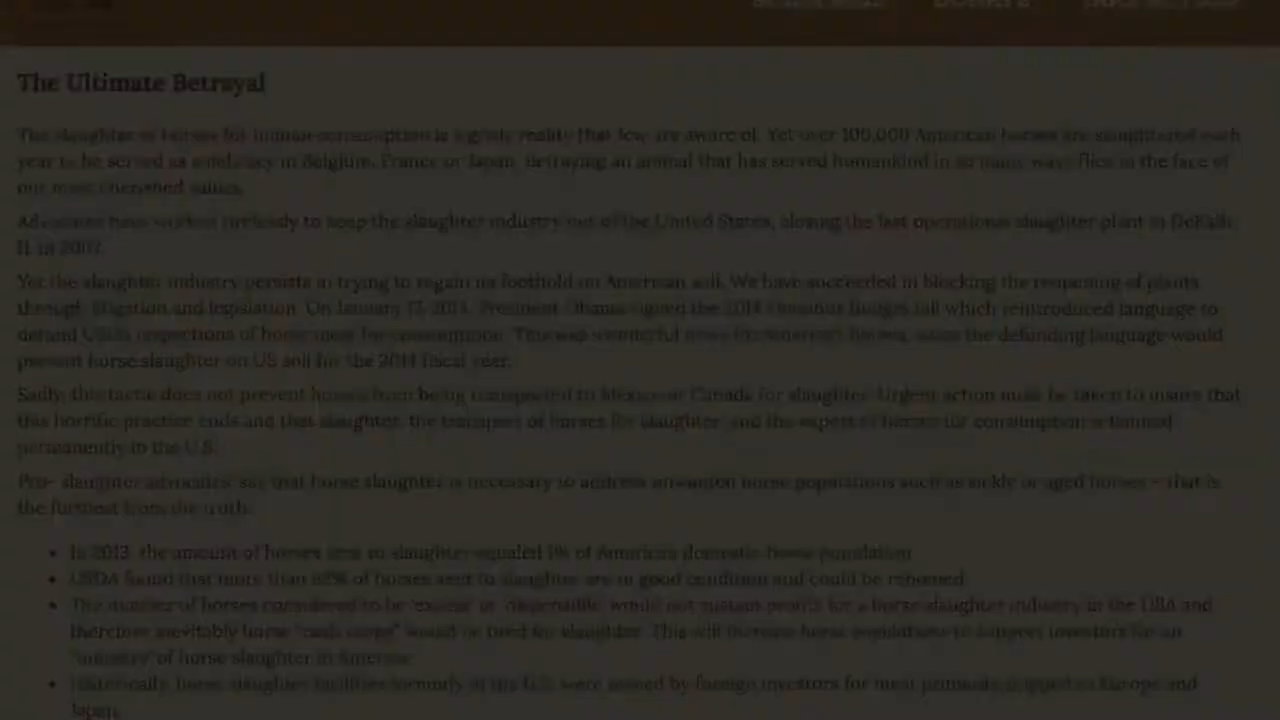 The Ultimate Betrayal
The slaughter of horses for human consumption is a grisly reality that few are aware of. Yet over 100,000 American horses are slaughtered each
year to be served as a delicacy in Belgium, France or Japan, betraying an animal that has served humankind in so many ways flies in the face of
our most cherished values.
Advocates have worked tirelessly to keep the slaughter industry out of the United States, closing the last operational slaughter plant in DeKalb,
IL in 2007.
Yet the slaughter industry persists in trying to regain its foothold on American soil. We have succeeded in blocking the reopening of plants
through litigation and legislation. On January 17, 2014, President Obama signed the 2014 Omnibus Budget bill which reintroduced language to
defund USDA inspections of horse meat for consumption. This was wonderful news for America's horses, since the defunding language would
prevent horse slaughter on US soil for the 2014 fiscal year.
Sadly, this tactic does not prevent horses from being transported to Mexico or Canada for slaughter. Urgent action must be taken to insure that
this horrific practice ends and that slaughter, the transport of horses for slaughter, and the export of horses for consumption is banned
permanently in the U.S.
Pro- slaughter advocates say that horse slaughter is necessary to address unwanted horse populations such as sickly or aged horses – that is
the furthest from the truth.
• In 2013, the amount of horses sent to slaughter equaled 1% of America's domestic horse population
• USDA found that more than 92% of horses sent to slaughter are in good condition and could be rehomed
• The number of horses considered to be 'excess' or 'disposable' would not sustain profits for a horse slaughter industry in the USA and
therefore inevitably horse "cash crops" would be bred for slaughter. This will increase horse populations to support investors for an
'industry' of horse slaughter in America
• Historically, horse slaughter facilities formerly in the U.S. were owned by foreign investors for meat primarily shipped to Europe and
Japan.